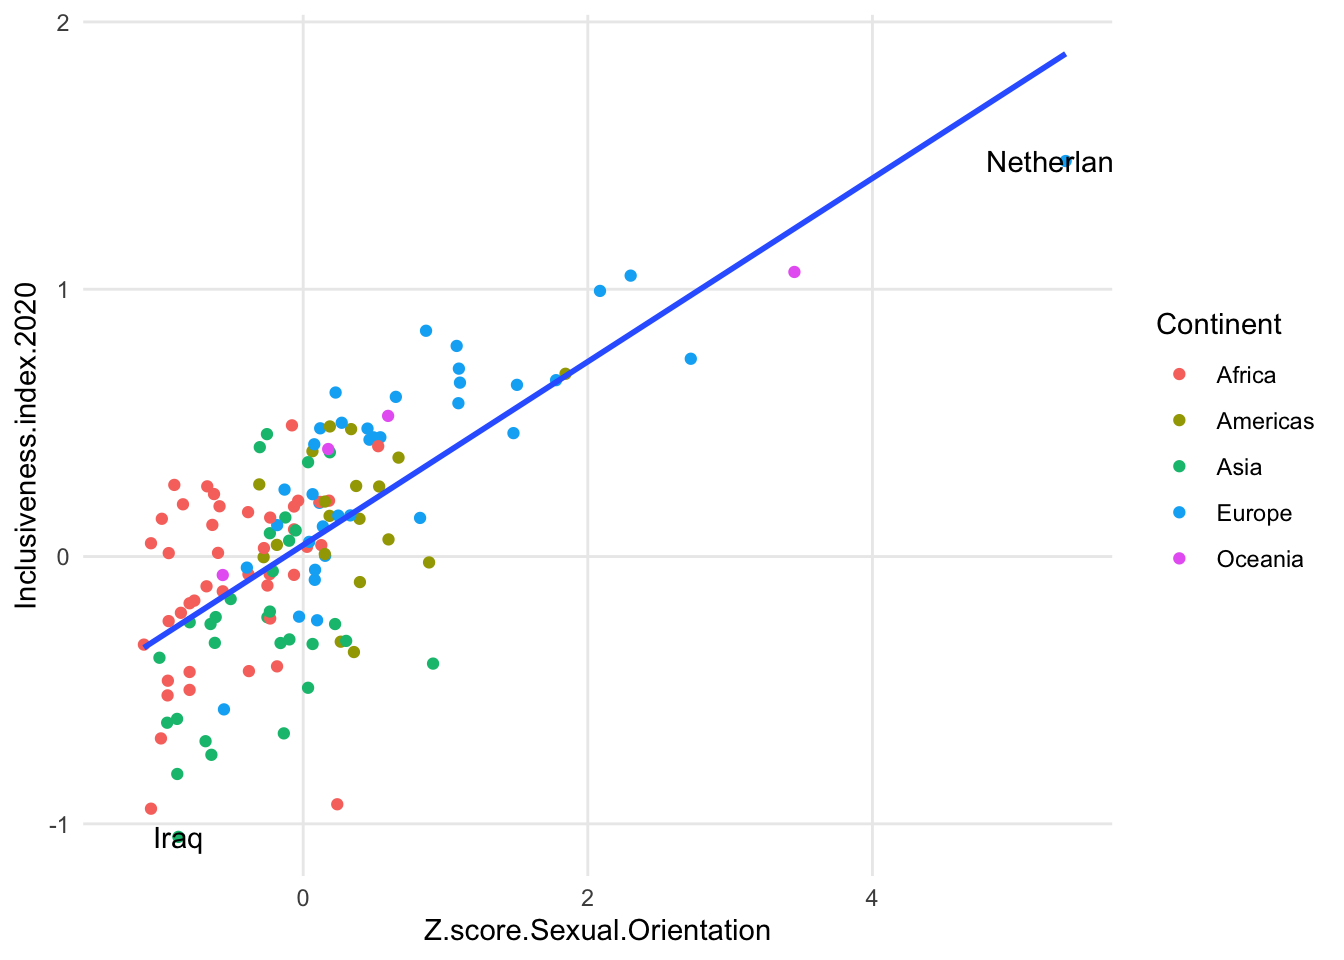 2
1
0
-1
Inclusiveness.index.2020
Netherlan
Iraq
0 2 4
Z.score.Sexual.Orientation
Continent
Africa
Americas
Asia
Europe
Oceania